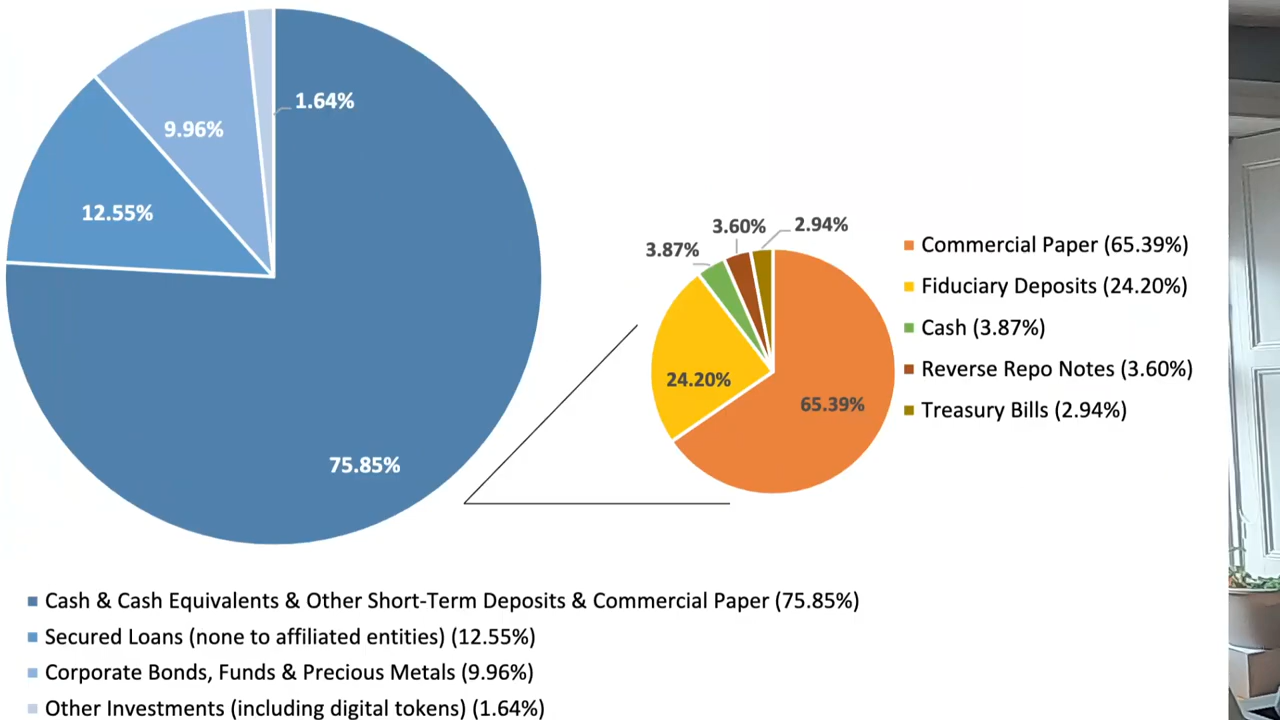 1.64%
9.96%
12.55%
75.85%
3.60%
2.94%
3.87%
24.20%
65.39%
Commercial Paper (65.39%)
Fiduciary Deposits (24.20%)
Cash (3.87%)
Reverse Repo Notes (3.60%)
Treasury Bills (2.94%)
Cash & Cash Equivalents & Other Short-Term Deposits & Commercial Paper (75.85%)
Secured Loans (none to affiliated entities) (12.55%)
Corporate Bonds, Funds & Precious Metals (9.96%)
Other Investments (including digital tokens) (1.64%)